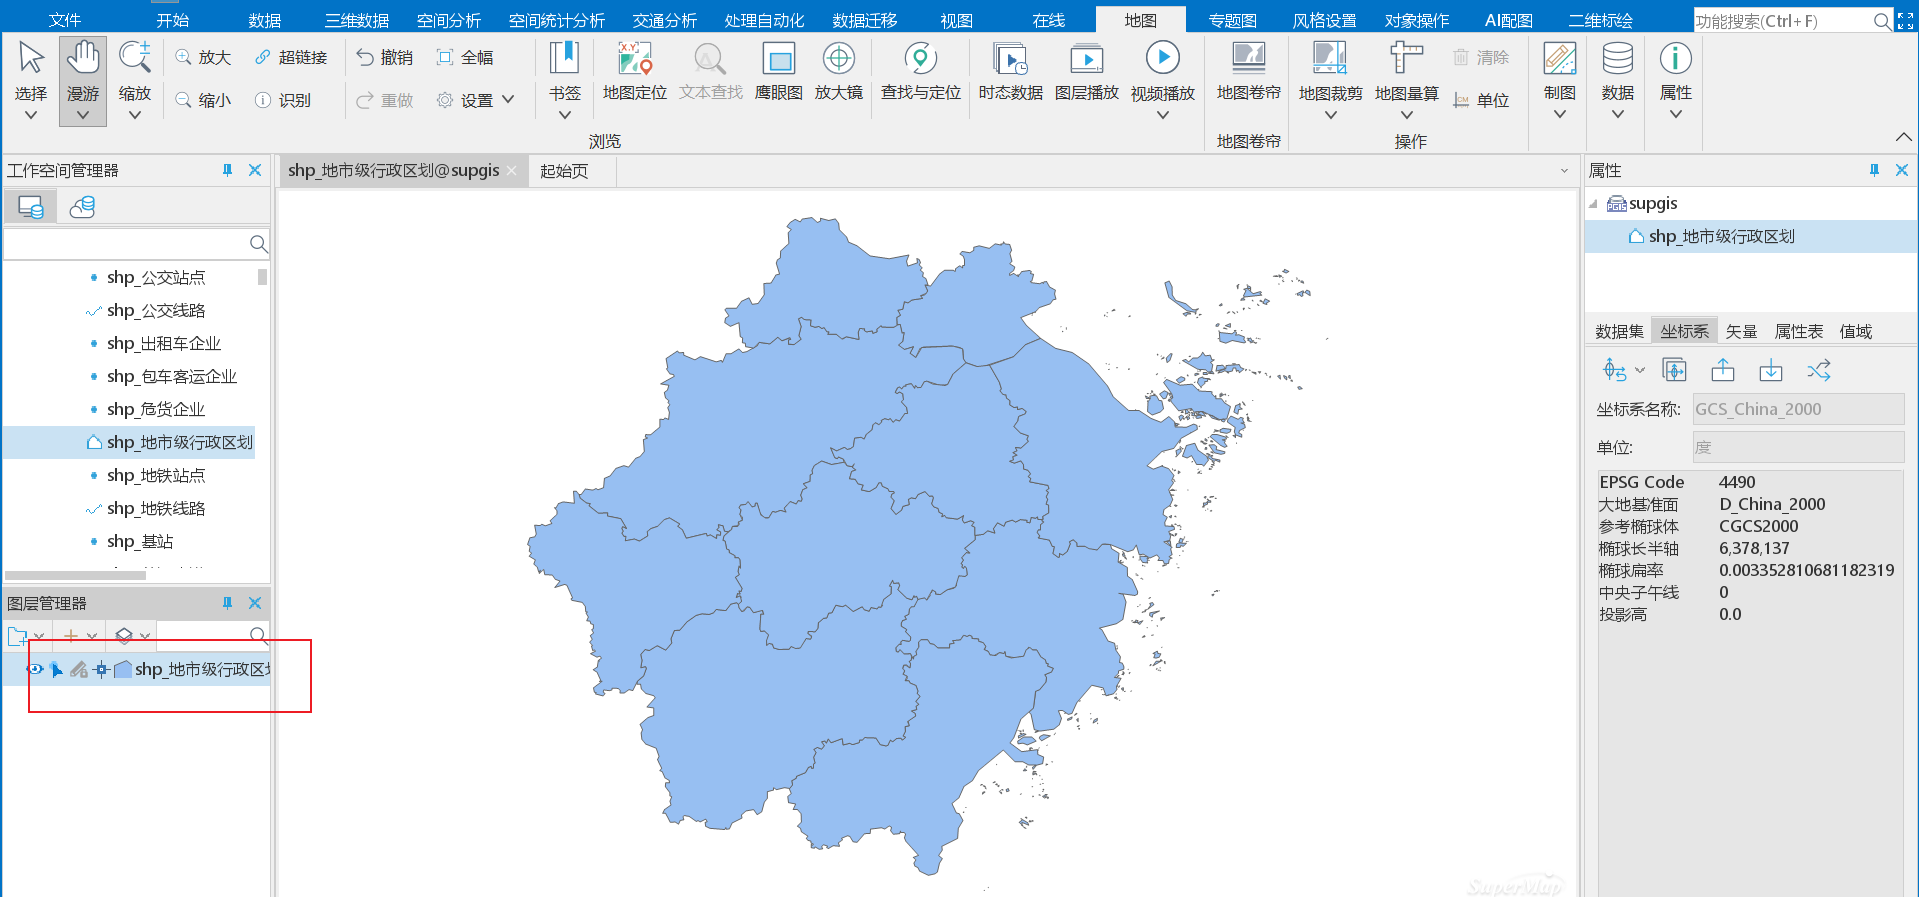 文件 开始 数据 三维数据 空间分析 空间统计分析 交通分析 处理自动化 数据迁移 视图 在线 地图 专题图 风格设置 对象操作 AI配图 二维标绘 功能搜索(Ctrl+F)
选择 漫游 缩放 放大 超链接 撤销 全幅 书签 地图定位 文本查找 鹰眼图 放大镜 查找与定位 时态数据 图层播放 视频播放 地图卷帘 地图裁剪 地图量算 清除 制图 数据 属性
缩小 识别 重做 设置 单位
浏览 地图卷帘 操作
工作空间管理器
shp_地市级行政区划@supgis 起始页
属性
supgis
shp_地市级行政区划
shp_公交站点
shp_公交线路
shp_出租车企业
shp_包车客运企业
shp_危货企业
shp_地市级行政区划
shp_地铁站点
shp_地铁线路
shp_基站
图层管理器
shp_地市级行政区
数据集 坐标系 矢量 属性表 值域
坐标系名称: GCS_China_2000
单位: 度
EPSG Code 4490
大地基准面 D_China_2000
参考椭球体 CGCS2000
椭球长半轴 6,378,137
椭球扁率 0.003352810681182319
中央子午线 0
投影高 0.0
SuperMap